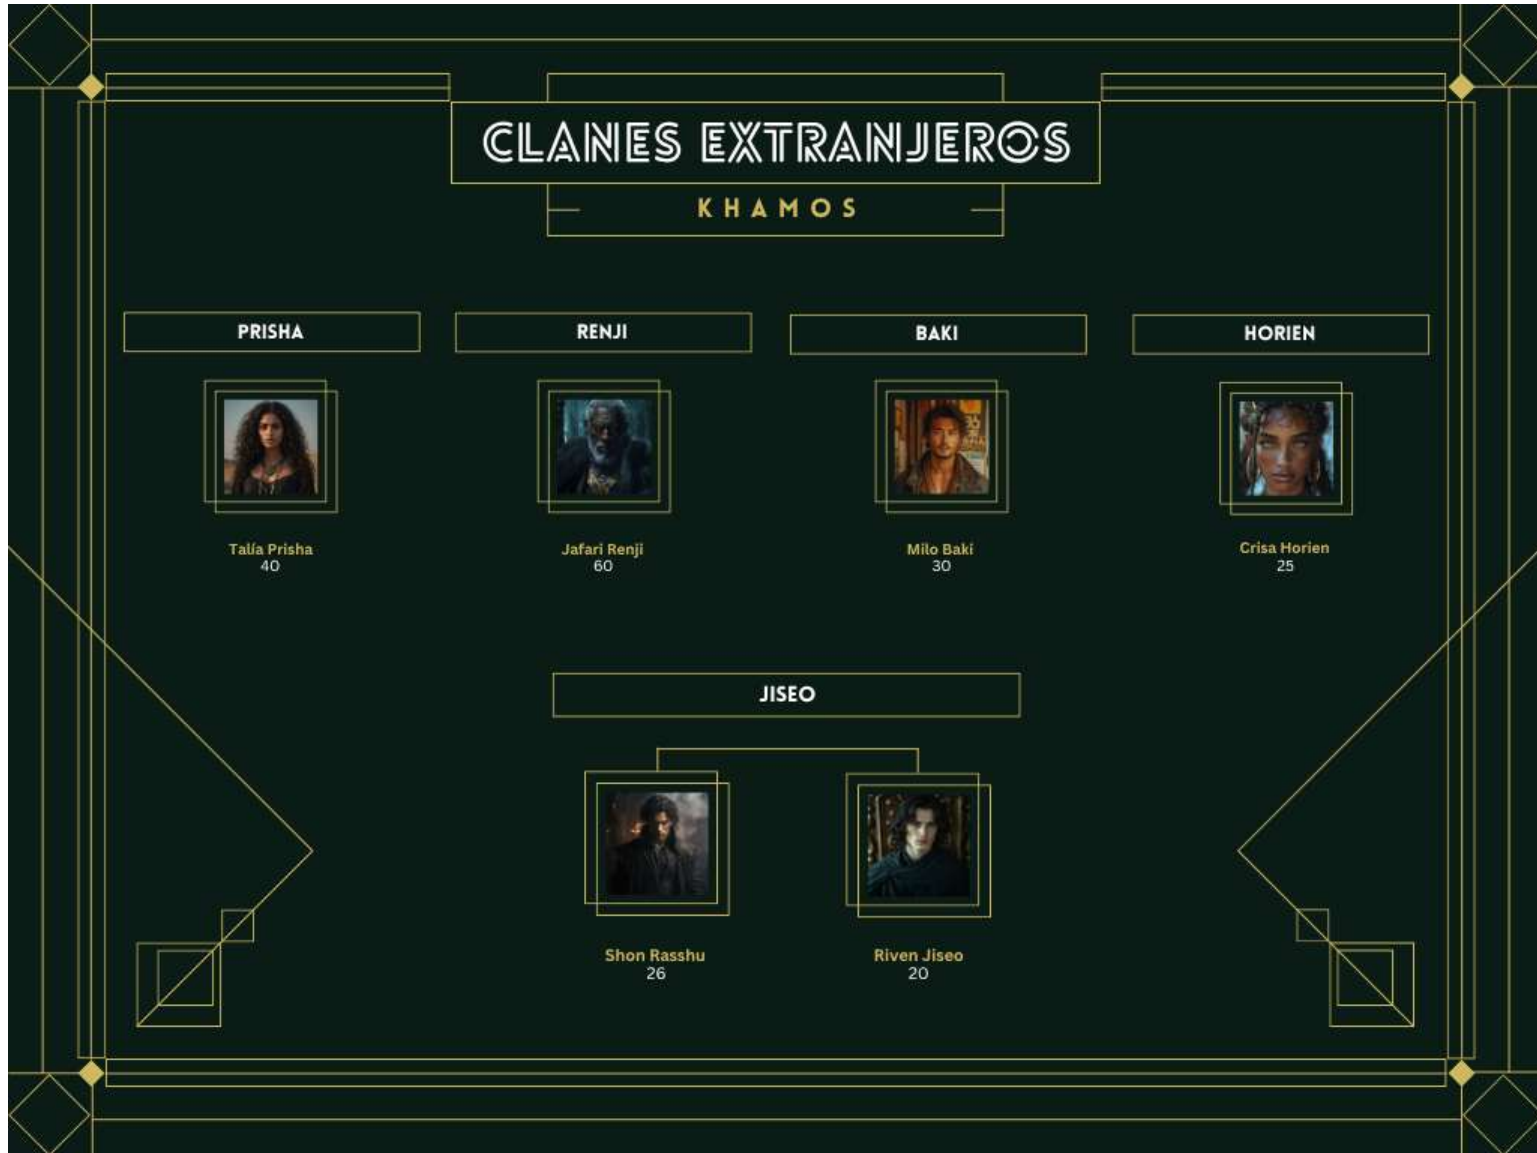 CLANES EXTRANJEROS
KHAMOS
PRISHA
RENJI
BAKI
HORIEN
Talía Prisha
40
Jafari Renji
60
Milo Baki
30
Crisa Horien
25
JISEO
Shon Rasshu
26
Riven Jiseo
20